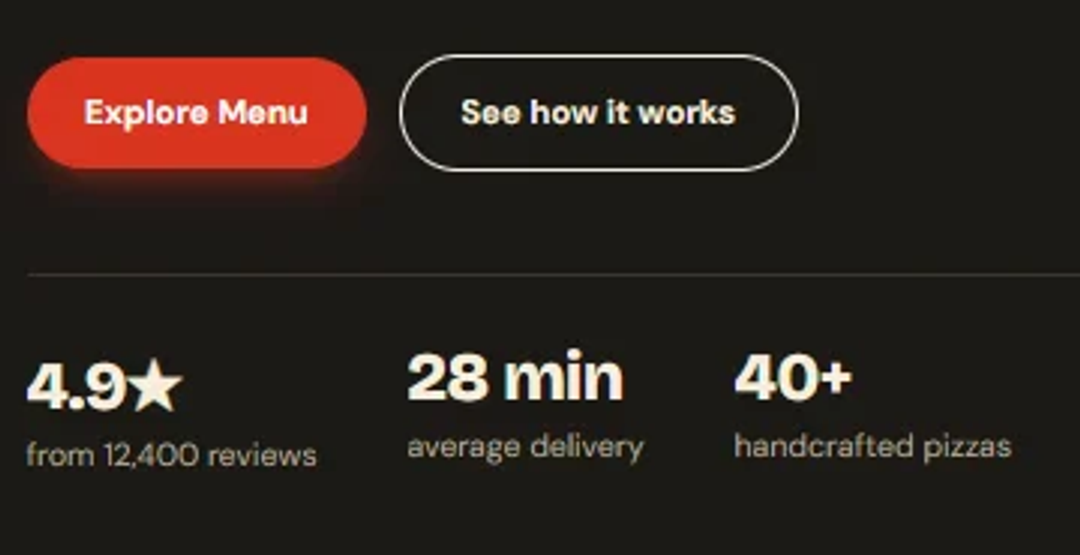 Explore Menu
See how it works
4.9★
from 12,400 reviews
28 min
average delivery
40+
handcrafted pizzas